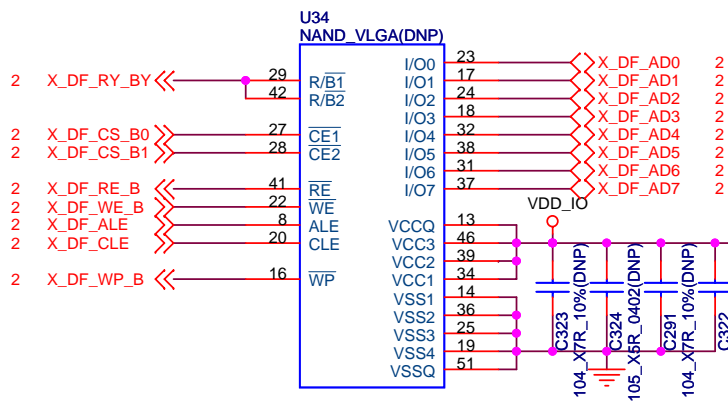 U34
NAND_VLGA(DNP)
2 X_DF_RY_BY 29 R/B1 I/O0 23 X_DF_AD0 2
I/O1 17 X_DF_AD1 2
42 R/B2 I/O2 24 X_DF_AD2 2
I/O3 18 X_DF_AD3 2
2 X_DF_CS_B0 27 CE1 I/O4 32 X_DF_AD4 2
2 X_DF_CS_B1 28 CE2 I/O5 38 X_DF_AD5 2
I/O6 31 X_DF_AD6 2
2 X_DF_RE_B 41 RE I/O7 37 X_DF_AD7 2
2 X_DF_WE_B 22 WE VDD_IO
2 X_DF_ALE 8 ALE VCCQ 13
2 X_DF_CLE 20 CLE VCC3 46
VCC2 39
2 X_DF_WP_B 16 WP VCC1 34
VSS1 14
VSS2 36
VSS3 25
VSS4 19
VSSQ 51
C323
104_X7R_10%(DNP)
C324
105_X5R_0402(DNP)
C291
104_X7R_10%(DNP)
C322